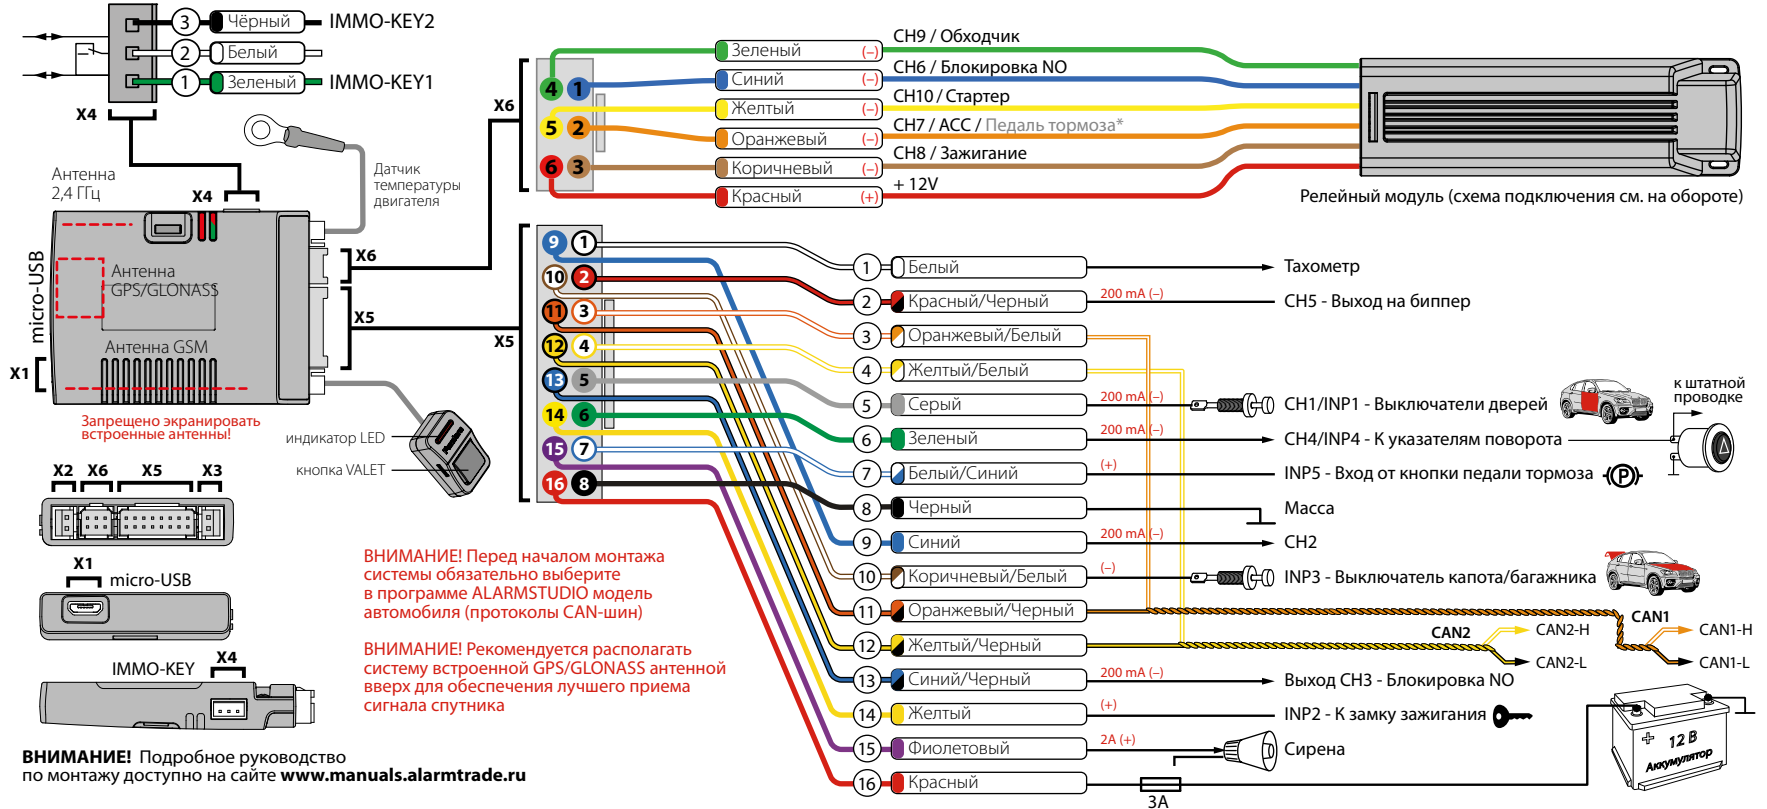 3 Чёрный IMMO-KEY2
2 Белый
1 Зеленый IMMO-KEY1
X4
Антенна
2,4 ГГц
X4
Датчик
температуры
двигателя
micro-USB
Антенна
GPS/GLONASS
Антенна GSM
X6
X5
X1
Запрещено экранировать
встроенные антенны!
индикатор LED
кнопка VALET
X2 X6 X5 X3
X1
micro-USB
IMMO-KEY
X4
ВНИМАНИЕ! Подробное руководство
по монтажу доступно на сайте www.manuals.alarmtrade.ru
ВНИМАНИЕ! Перед началом монтажа
системы обязательно выберите
в программе ALARMSTUDIO модель
автомобиля (протоколы CAN-шин)
ВНИМАНИЕ! Рекомендуется располагать
систему встроенной GPS/GLONASS антенной
вверх для обеспечения лучшего приема
сигнала спутника
X6
4 1
5 2
6 3
Зеленый (–) CH9 / Обходчик
Синий (–) CH6 / Блокировка NO
Желтый (–) CH10 / Стартер
Оранжевый (–) CH7 / ACC / Педаль тормоза*
Коричневый (–) CH8 / Зажигание
Красный (+) + 12V
Релейный модуль (схема подключения см. на обороте)
X5
9 1
10 2
11 3
12 4
13 5
14 6
15 7
16 8
1 Белый Тахометр
2 Красный/Черный 200 mA (–) CH5 - Выход на биппер
3 Оранжевый/Белый
4 Желтый/Белый
5 Серый 200 mA (–) CH1/INP1 - Выключатели дверей
6 Зеленый 200 mA (–) CH4/INP4 - К указателям поворота
к штатной
проводке
7 Белый/Синий (+) INP5 - Вход от кнопки педали тормоза (P)
8 Черный Масса
9 Синий 200 mA (–) CH2
10 Коричневый/Белый (–) INP3 - Выключатель капота/багажника
11 Оранжевый/Черный CAN1
CAN1-H
CAN1-L
12 Желтый/Черный CAN2
CAN2-H
CAN2-L
13 Синий/Черный 200 mA (–) Выход CH3 - Блокировка NO
14 Желтый (+) INP2 - К замку зажигания
15 Фиолетовый 2A (+) Сирена
16 Красный 3A
+ 12 В
Аккумулятор